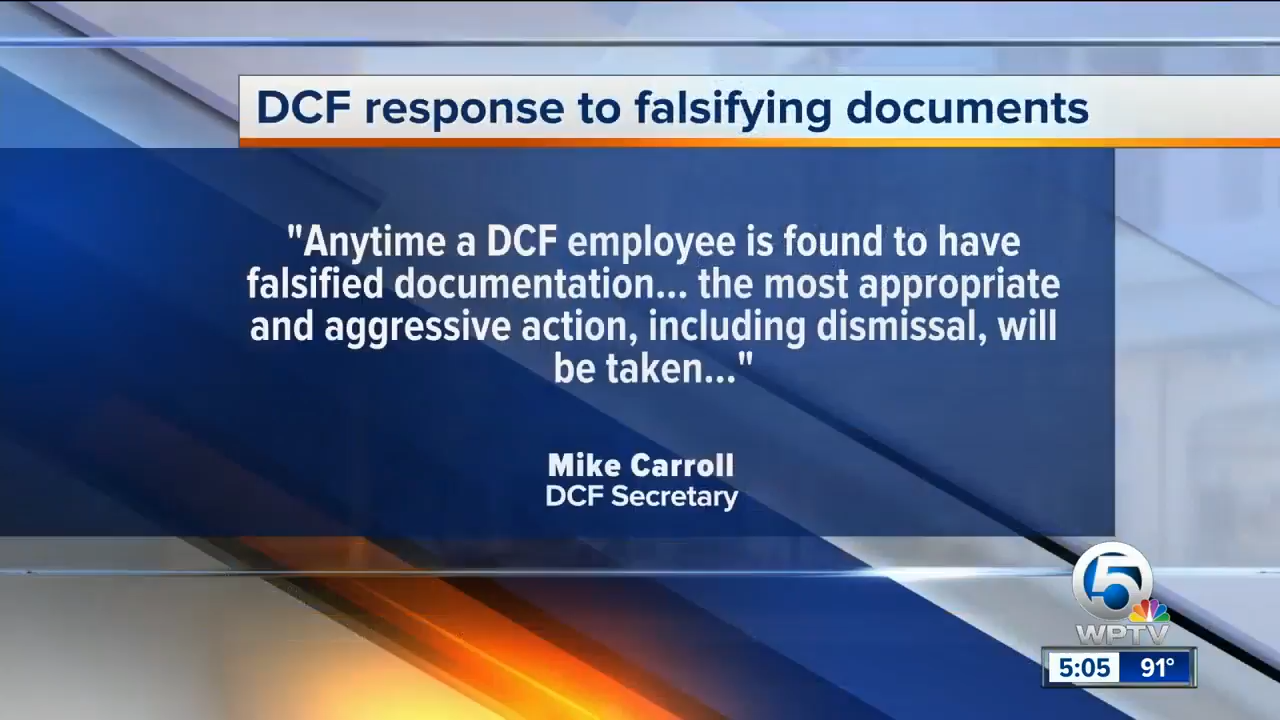 DCF response to falsifying documents
"Anytime a DCF employee is found to have
falsified documentation... the most appropriate
and aggressive action, including dismissal, will
be taken..."
Mike Carroll
DCF Secretary
5
WPTV
5:05 91°